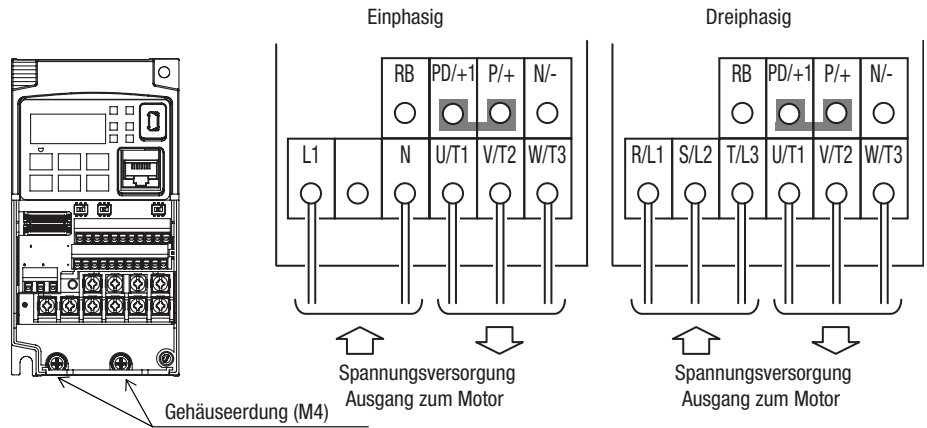 Einphasig
RB PD/+1 P/+ N/-
L1 N U/T1 V/T2 W/T3
Spannungsversorgung
Ausgang zum Motor
Dreiphasig
RB PD/+1 P/+ N/-
R/L1 S/L2 T/L3 U/T1 V/T2 W/T3
Spannungsversorgung
Ausgang zum Motor
Gehäuseerdung (M4)